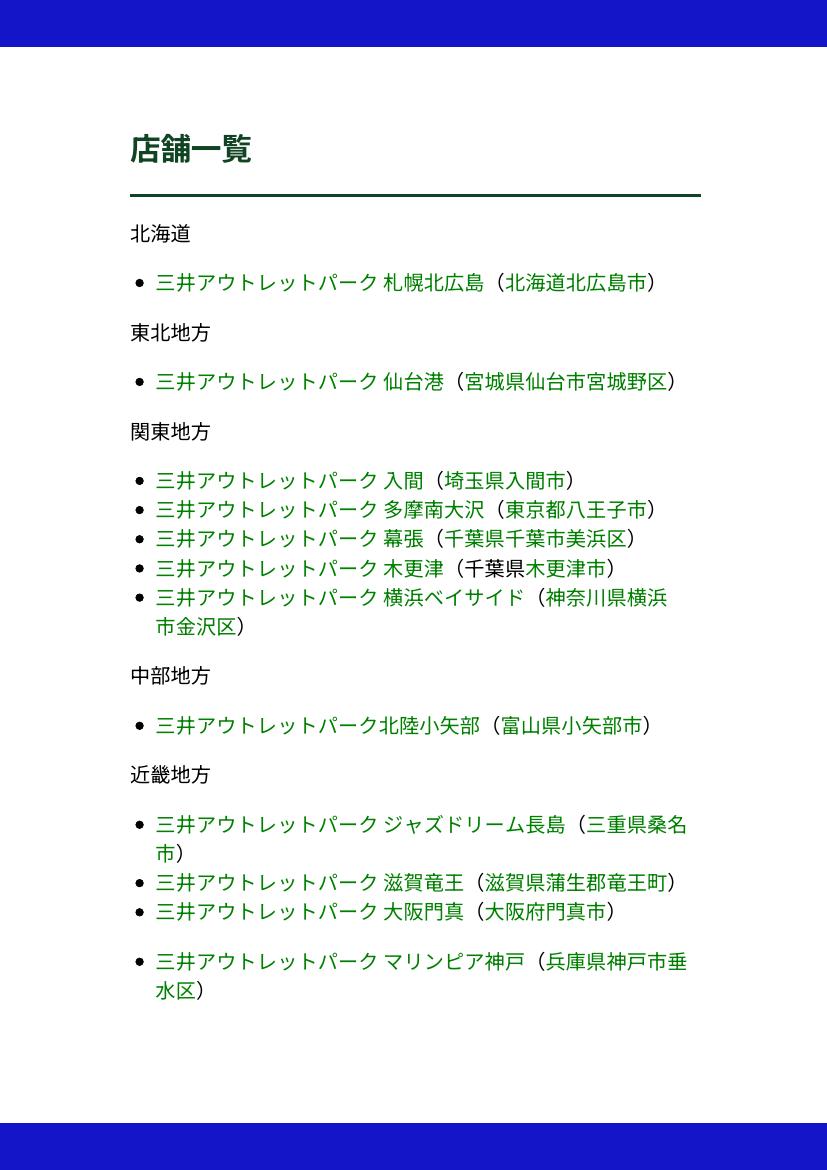 店舗一覧
北海道
• 三井アウトレットパーク 札幌北広島（北海道北広島市）
東北地方
• 三井アウトレットパーク 仙台港（宮城県仙台市宮城野区）
関東地方
• 三井アウトレットパーク 入間（埼玉県入間市）
• 三井アウトレットパーク 多摩南大沢（東京都八王子市）
• 三井アウトレットパーク 幕張（千葉県千葉市美浜区）
• 三井アウトレットパーク 木更津（千葉県木更津市）
• 三井アウトレットパーク 横浜ベイサイド（神奈川県横浜
市金沢区）
中部地方
• 三井アウトレットパーク北陸小矢部（富山県小矢部市）
近畿地方
• 三井アウトレットパーク ジャズドリーム長島（三重県桑名
市）
• 三井アウトレットパーク 滋賀竜王（滋賀県蒲生郡竜王町）
• 三井アウトレットパーク 大阪門真（大阪府門真市）
• 三井アウトレットパーク マリンピア神戸（兵庫県神戸市垂
水区）